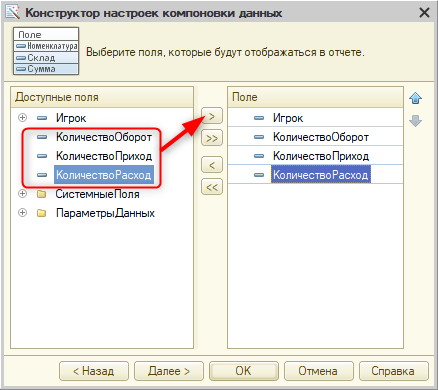 Конструктор настроек компоновки данных
Поле
Номенклатура
Склад
Сумма
Выберите поля, которые будут отображаться в отчете.
Доступные поля
Игрок
КоличествоОборот
КоличествоПриход
КоличествоРасход
СистемныеПоля
ПараметрыДанных
>
>>
<
<<
Поле
Игрок
КоличествоОборот
КоличествоПриход
КоличествоРасход
< Назад Далее > OK Отмена Справка